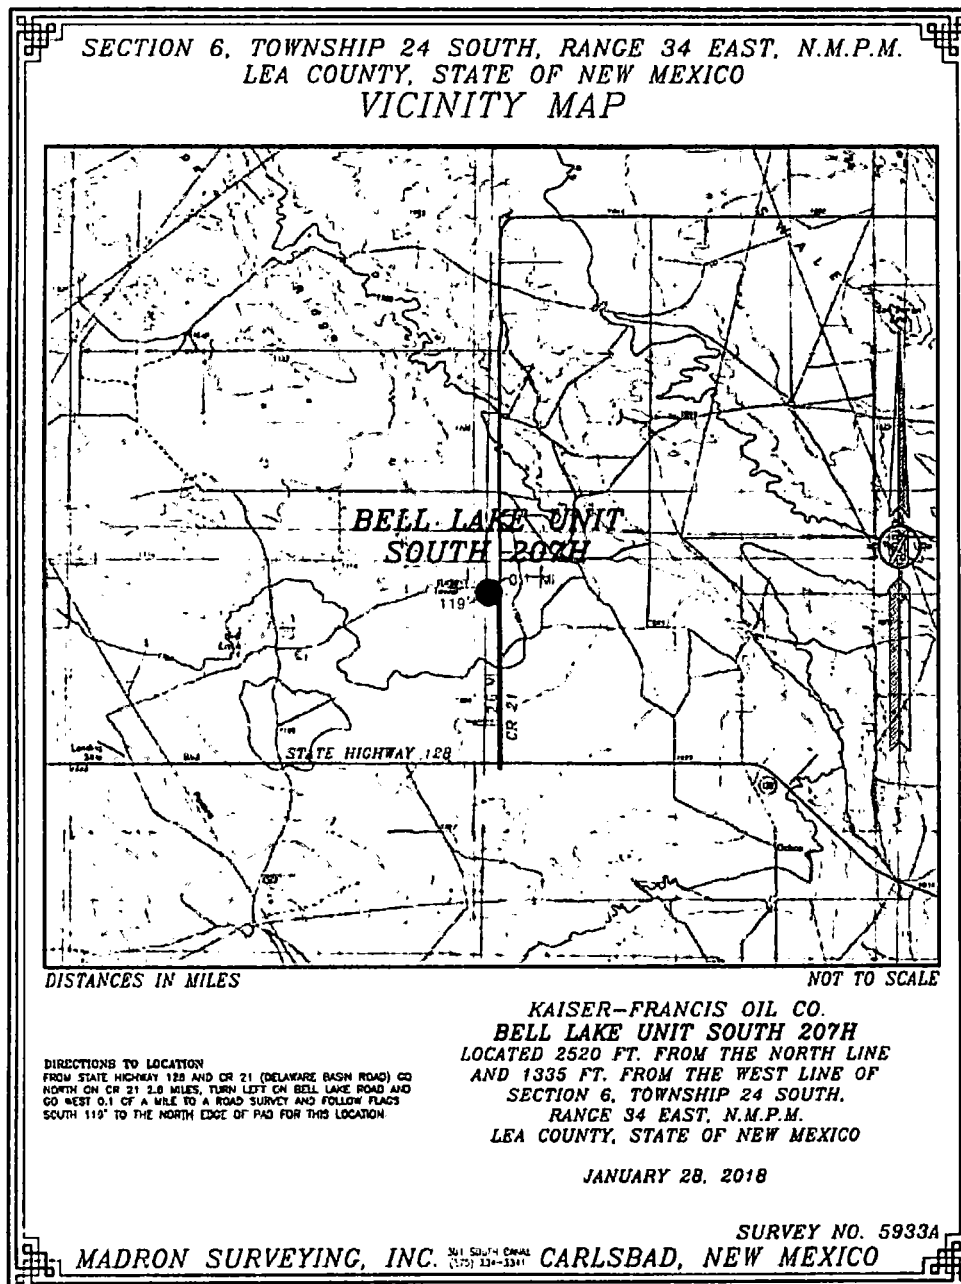 SECTION 6, TOWNSHIP 24 SOUTH, RANGE 34 EAST, N.M.P.M.
LEA COUNTY, STATE OF NEW MEXICO
VICINITY MAP
BELL LAKE UNIT
SOUTH 207H
0.1 MI
119'
CR 21
STATE HIGHWAY 128
DISTANCES IN MILES
NOT TO SCALE
KAISER-FRANCIS OIL CO.
BELL LAKE UNIT SOUTH 207H
LOCATED 2520 FT. FROM THE NORTH LINE
AND 1335 FT. FROM THE WEST LINE OF
SECTION 6, TOWNSHIP 24 SOUTH,
RANGE 34 EAST, N.M.P.M.
LEA COUNTY, STATE OF NEW MEXICO
JANUARY 28, 2018
DIRECTIONS TO LOCATION
FROM STATE HIGHWAY 128 AND CR 21 (DELAWARE BASIN ROAD) GO
NORTH ON CR 21 2.6 MILES, TURN LEFT ON BELL LAKE ROAD AND
GO WEST 0.1 OF A MILE TO A ROAD SURVEY AND FOLLOW FLAGS
SOUTH 119' TO THE NORTH EDGE OF PAD FOR THIS LOCATION.
SURVEY NO. 5933A
MADRON SURVEYING, INC. 301 SOUTH CANAL CARLSBAD, NEW MEXICO